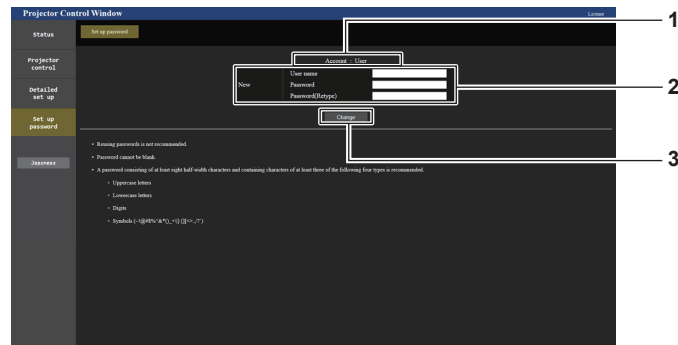 Projector Control Window
License
1
Status
Set up password
Projector
control
Account : User
New
User name
Password
Password(Retype)
2
Detailed
set up
Set up
password
Change
3
Japanese
• Reusing passwords is not recommended.
• Password cannot be blank.
• A password consisting of at least eight half-width characters and containing characters of at least three of the following four types is recommended.
• Uppercase letters
• Lowercase letters
• Digits
• Symbols